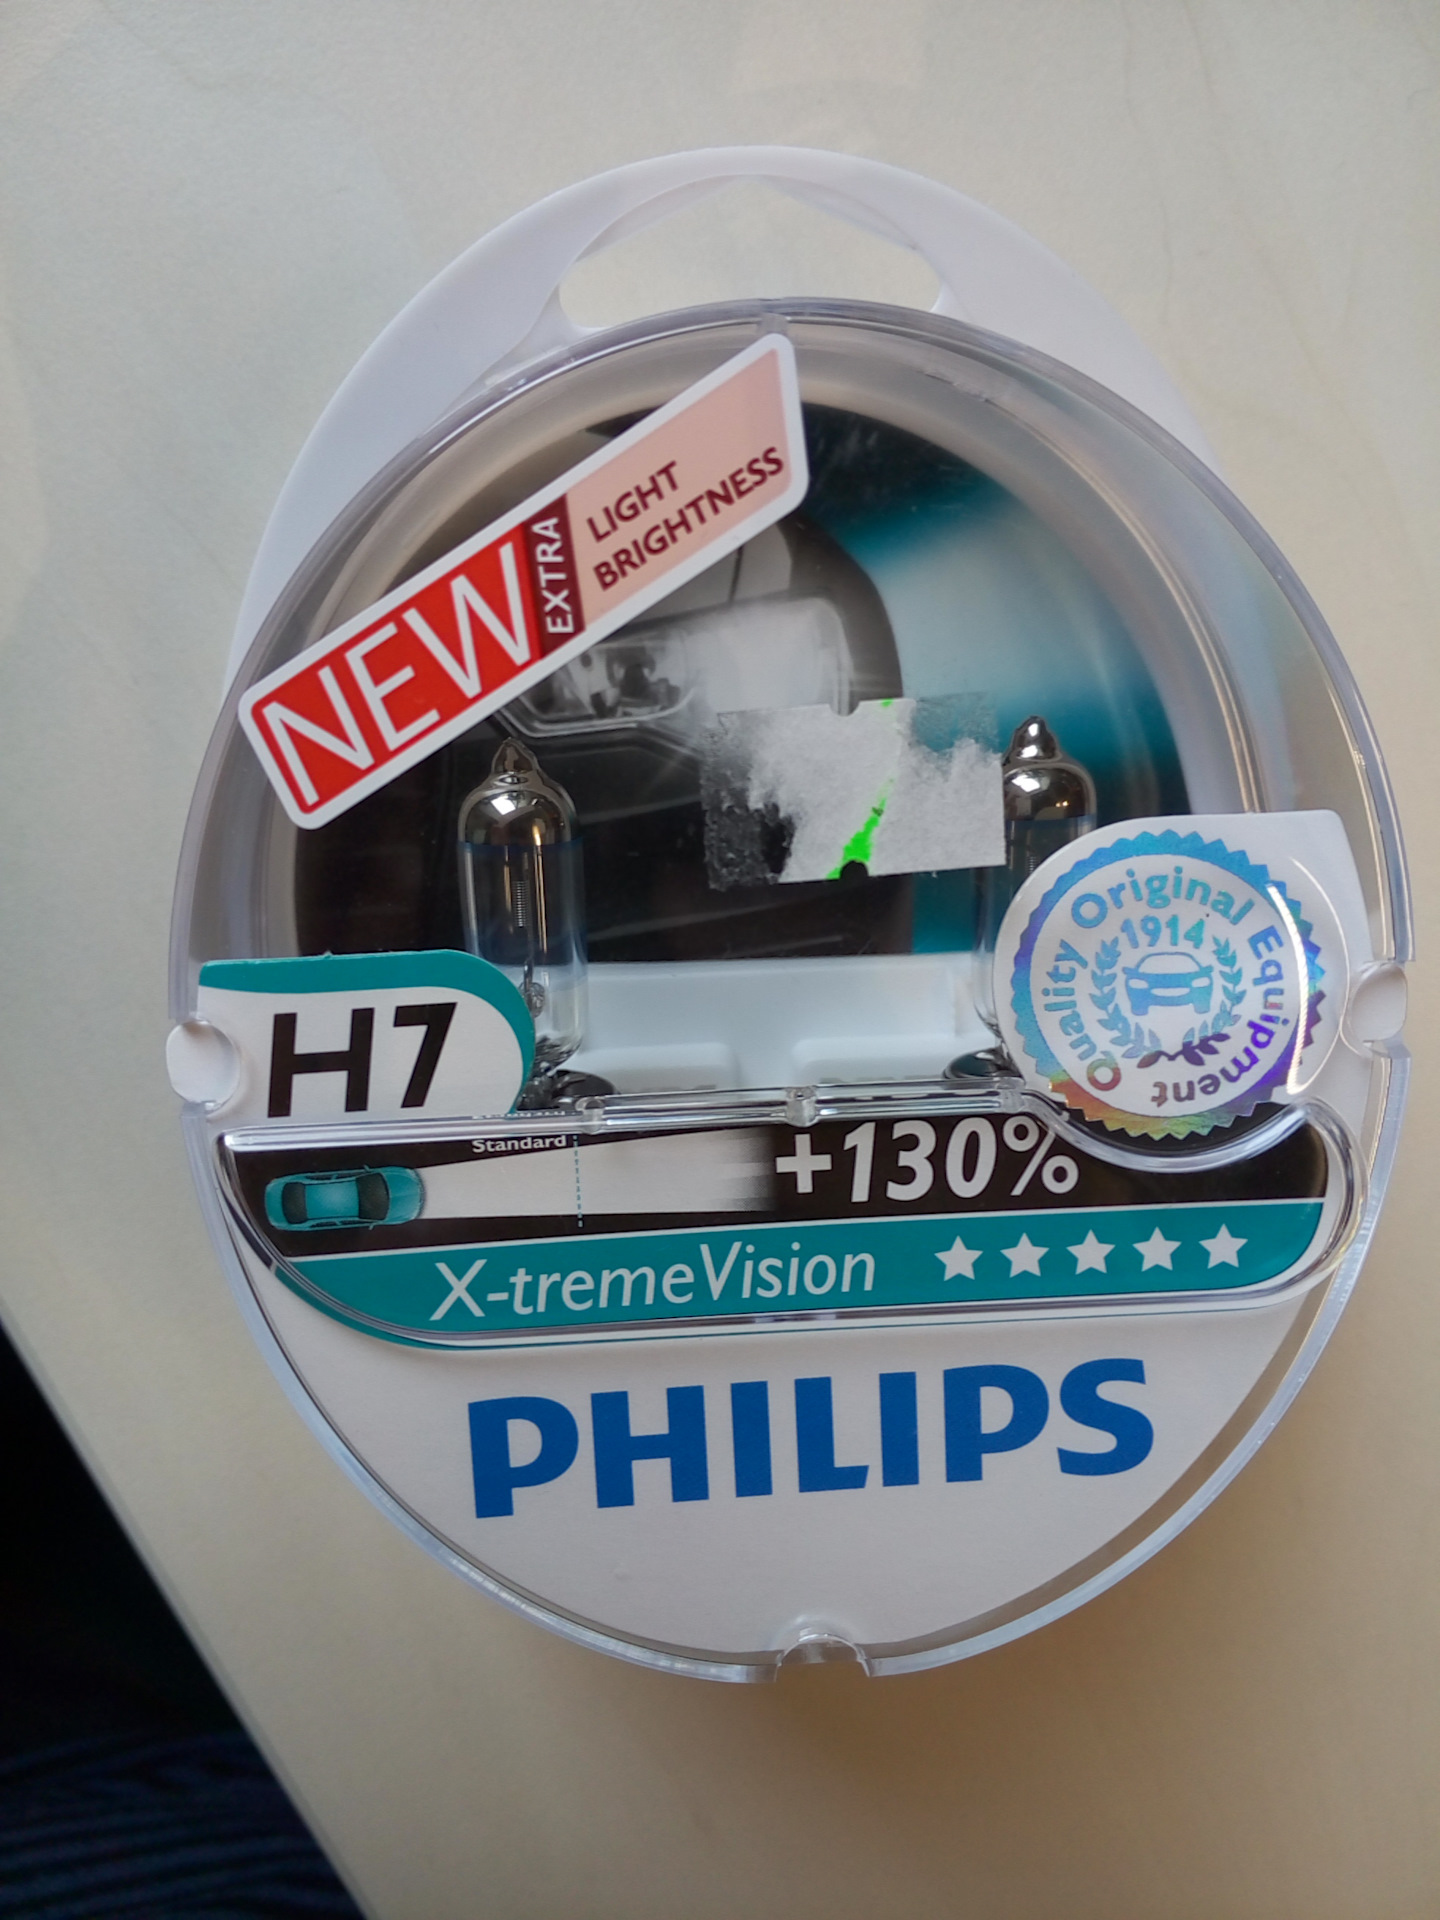 NEW
EXTRA
LIGHT
BRIGHTNESS
H7
Quality Original Equipment
1914
Standard
+130%
X-tremeVision
PHILIPS